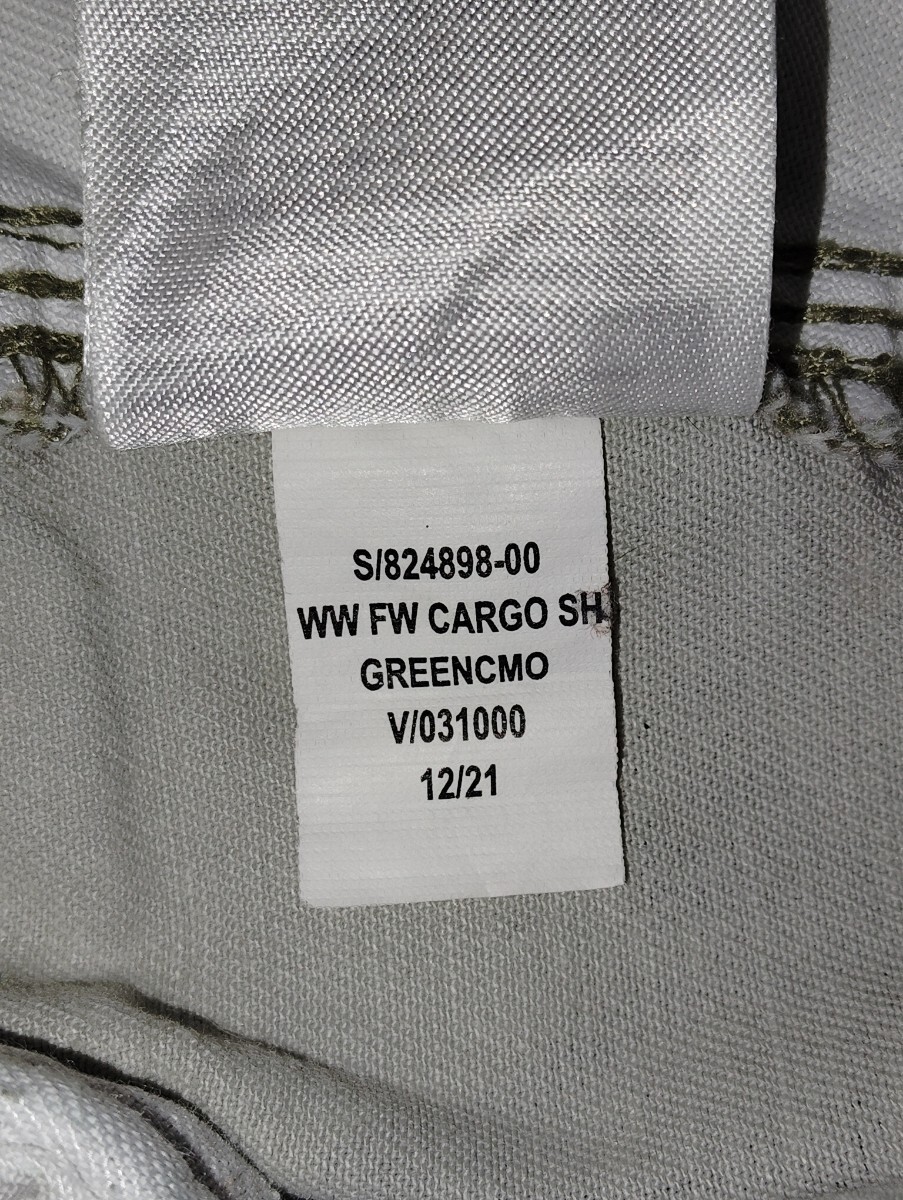 S/824898-00
WW FW CARGO SH
GREENCMO
V/031000
12/21